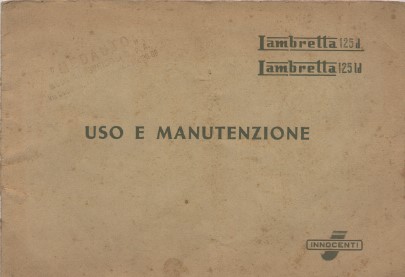 Lambretta 125 d
Lambretta 125 ld
USO E MANUTENZIONE
INNOCENTI